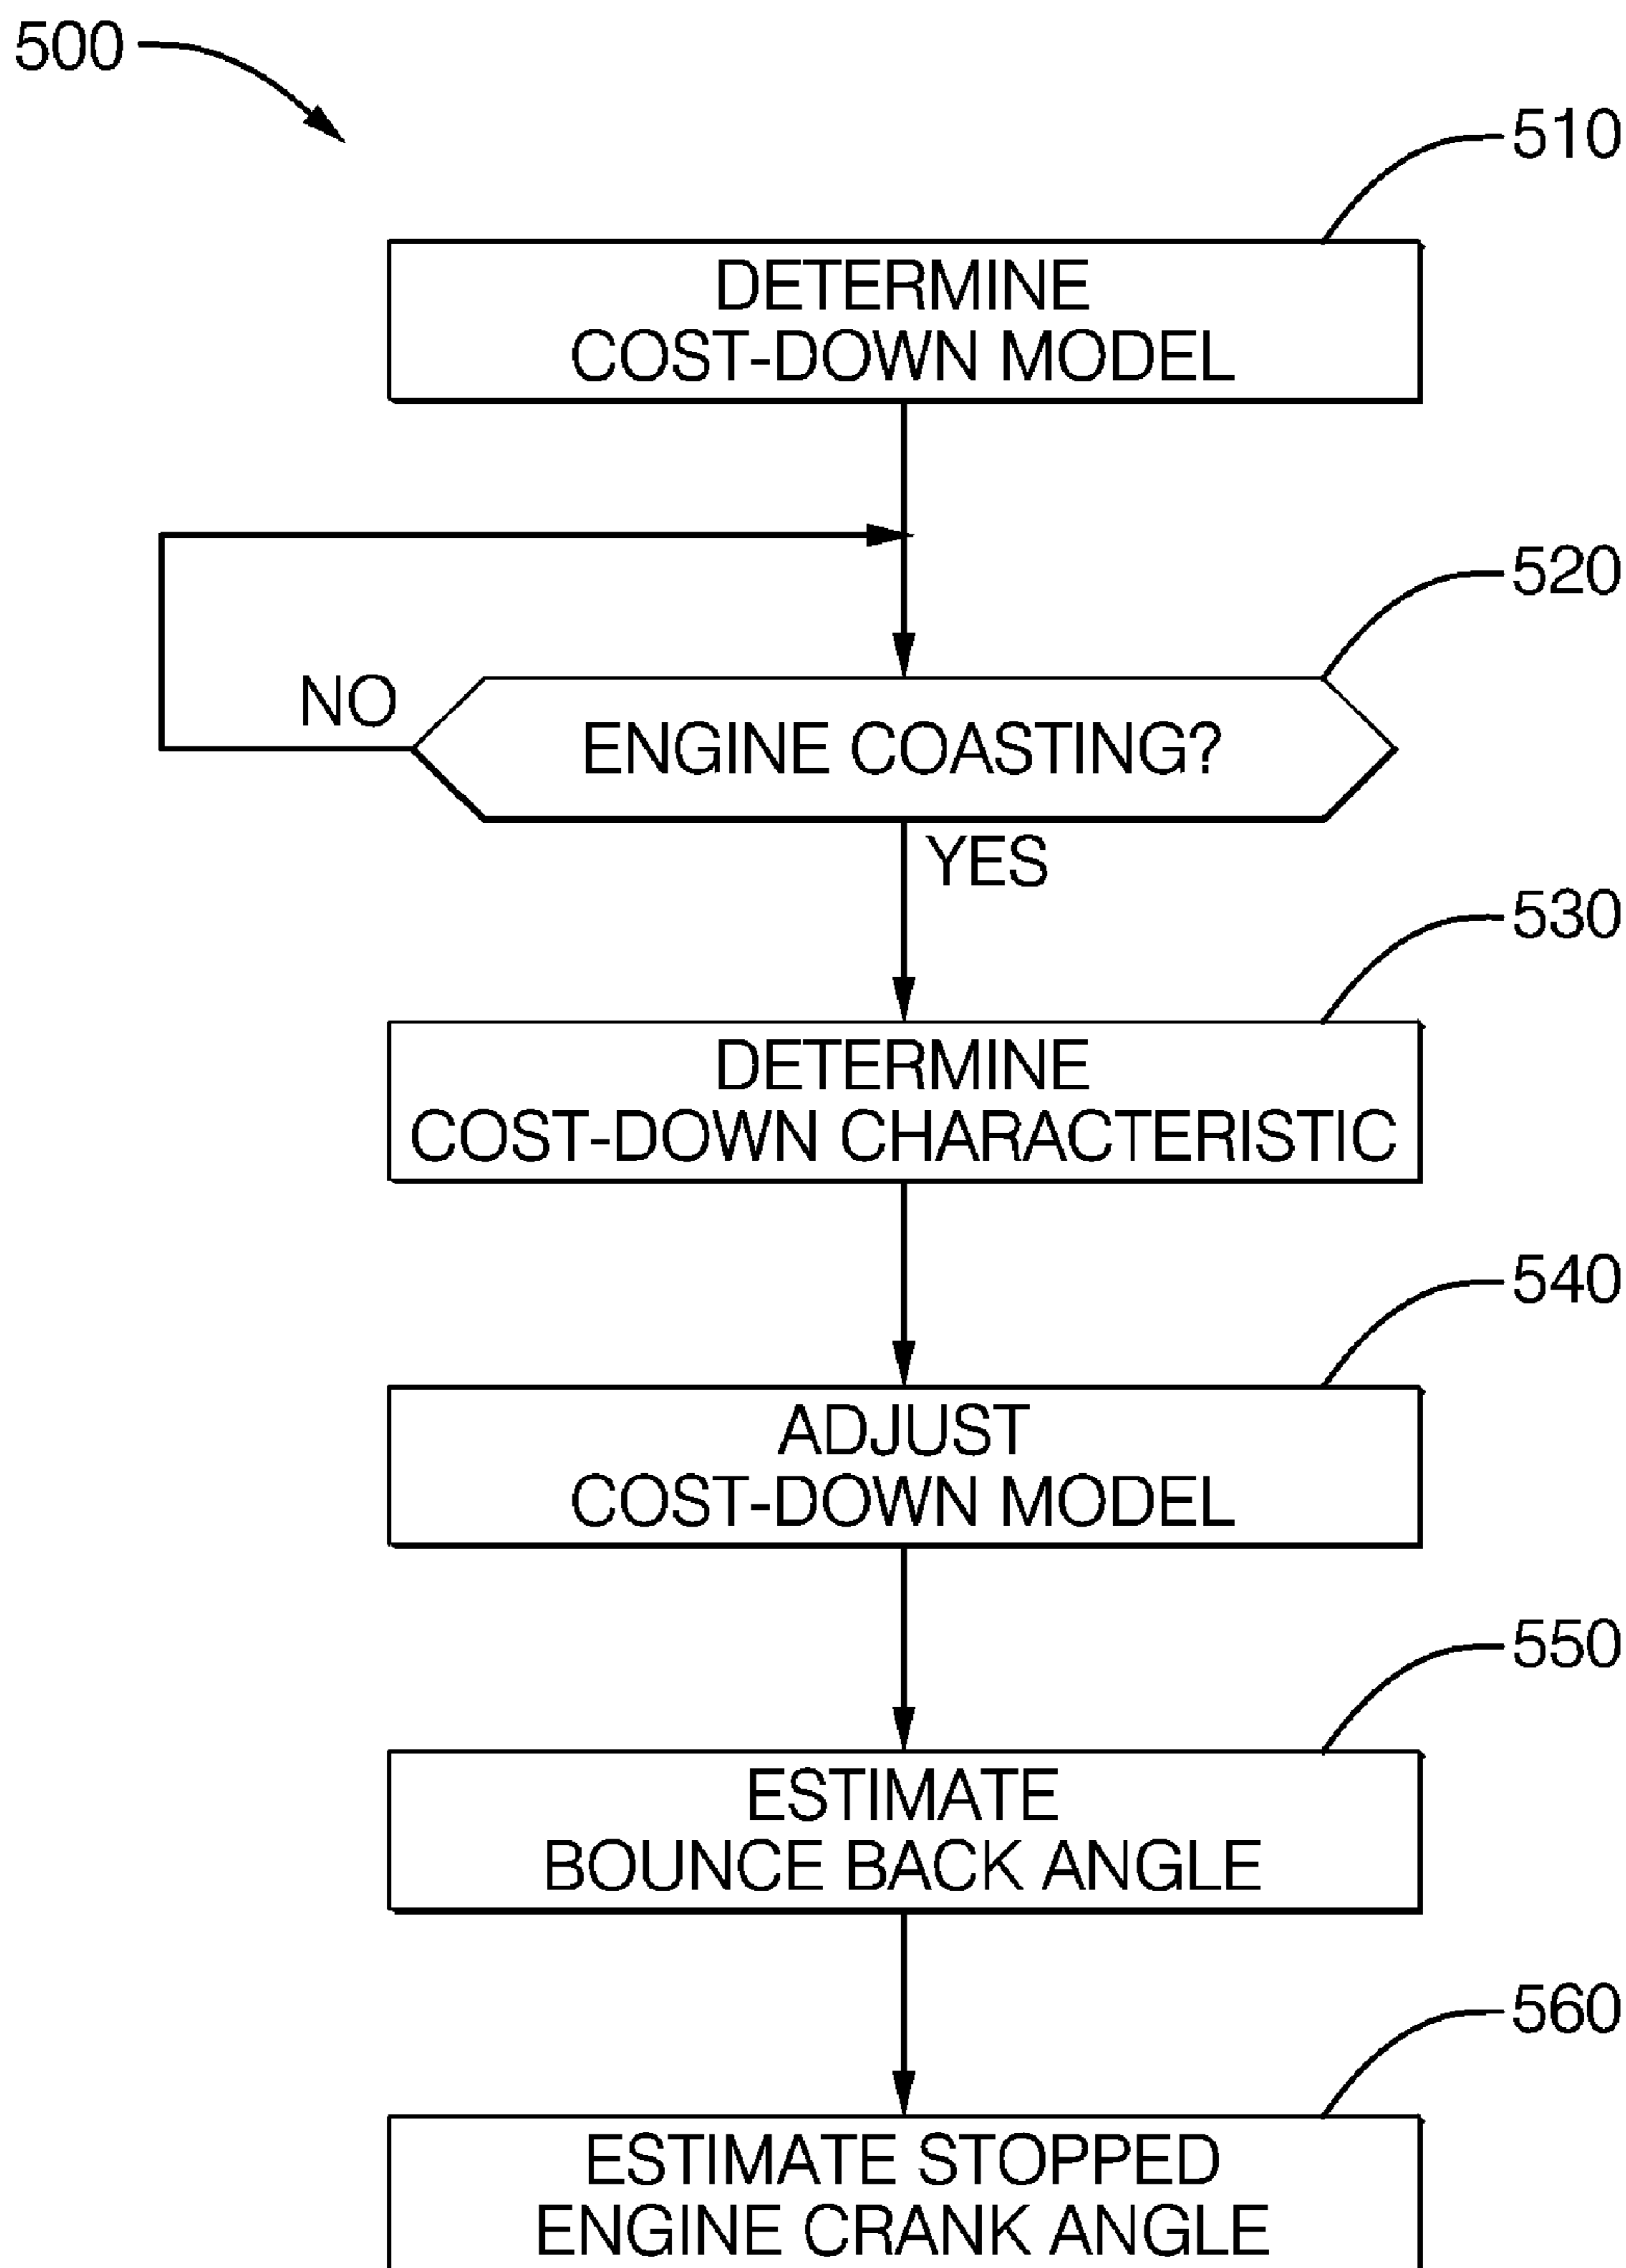 500
510
DETERMINE
COST-DOWN MODEL
520
NO
ENGINE COASTING?
YES
530
DETERMINE
COST-DOWN CHARACTERISTIC
540
ADJUST
COST-DOWN MODEL
550
ESTIMATE
BOUNCE BACK ANGLE
560
ESTIMATE STOPPED
ENGINE CRANK ANGLE